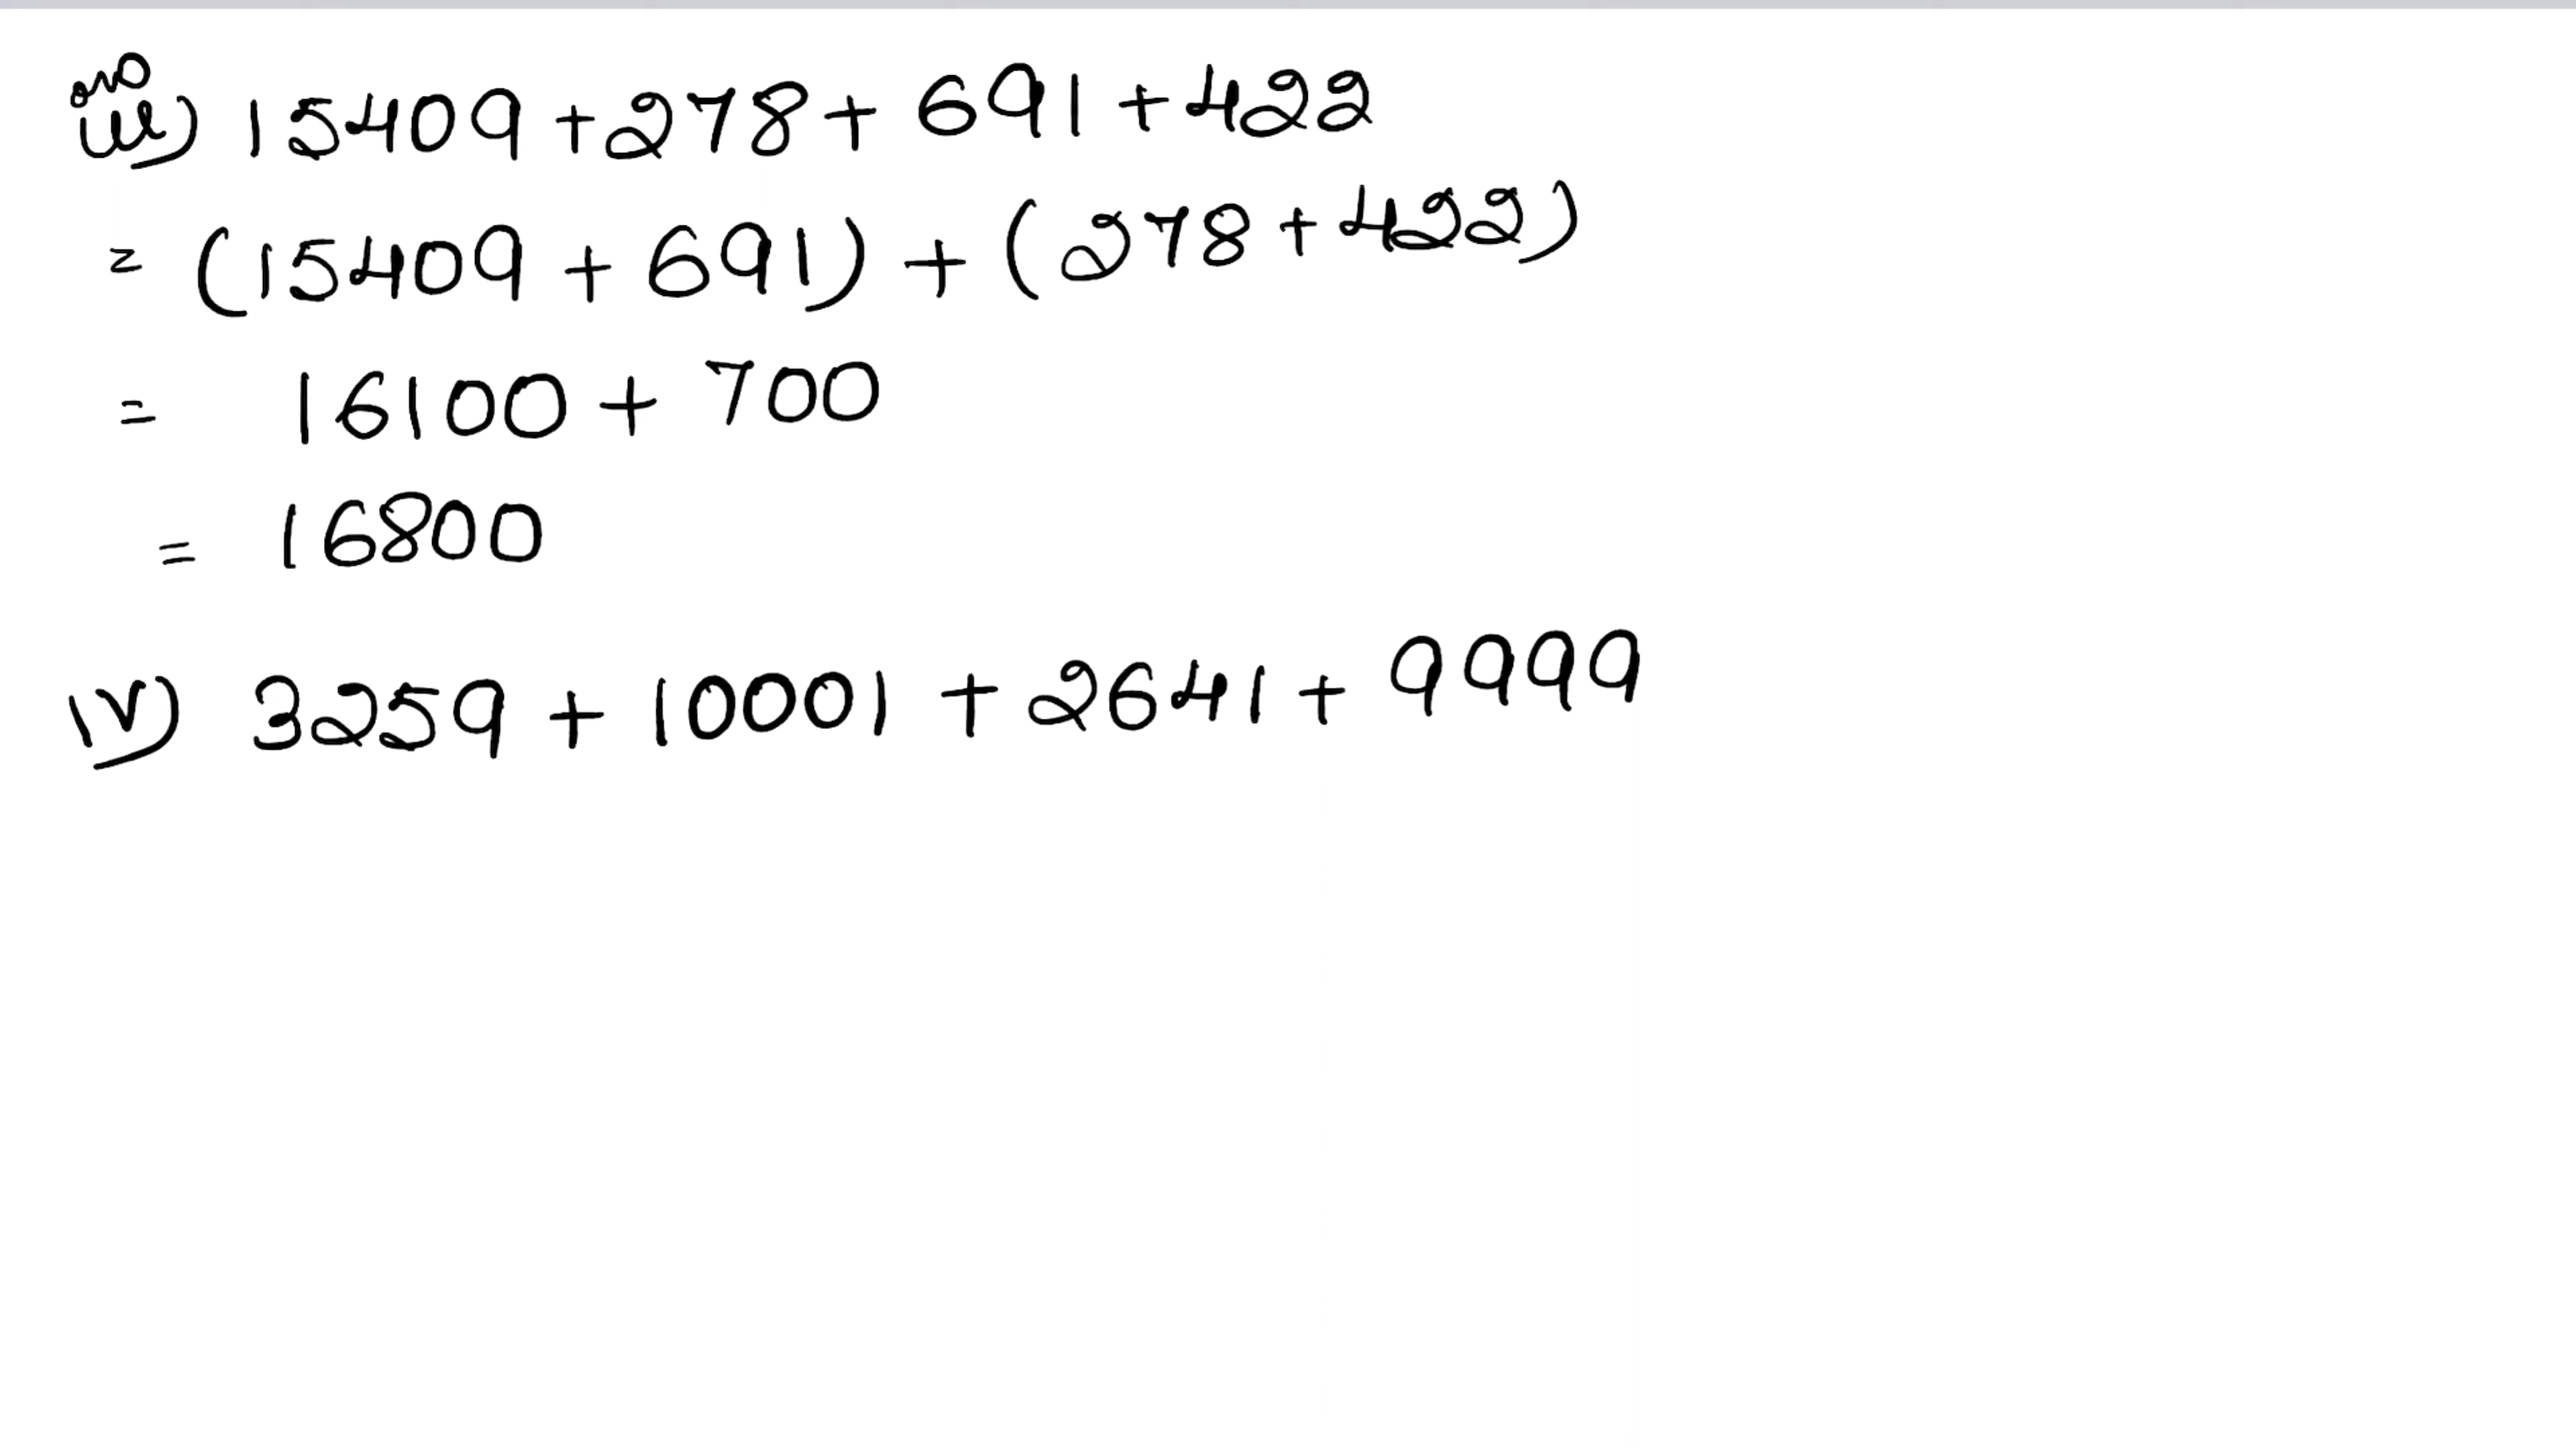 iii) 15409 + 278 + 691 + 422
= (15409 + 691) + (278 + 422)
= 16100 + 700
= 16800
iv) 3259 + 10001 + 2641 + 9999